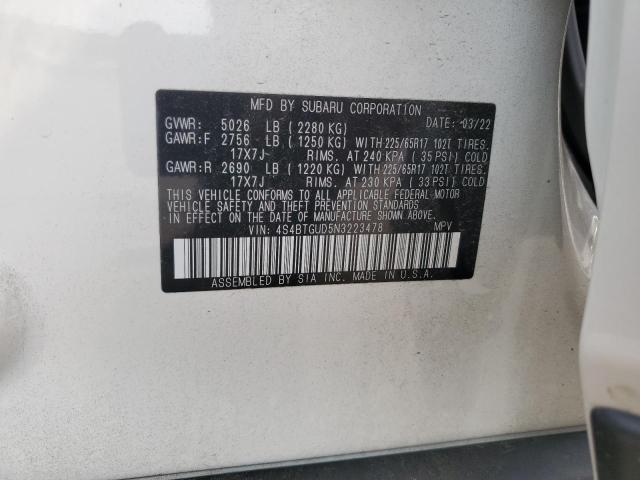 MFD BY SUBARU CORPORATION DATE: 03/22
GVWR: 5026 LB ( 2280 KG)
GAWR:F 2756 LB ( 1250 KG) WITH 225/65R17 102T TIRES.
17X7J- RIMS. AT 240 KPA ( 35 PSI) COLD
GAWR:R 2690 LB ( 1220 KG) WITH 225/65R17 102T TIRES.
17X7J RIMS. AT 230 KPA ( 33 PSI) COLD
THIS VEHICLE CONFORMS TO ALL APPLICABLE FEDERAL MOTOR
VEHICLE SAFETY AND THEFT PREVENTION STANDARDS IN EFFECT
ON THE DATE OF MANUFACTURE SHOWN ABOVE.
VIN: 4S4BTGUD5N3223478 MPV
ASSEMBLED BY SIA INC. MADE IN U.S.A.